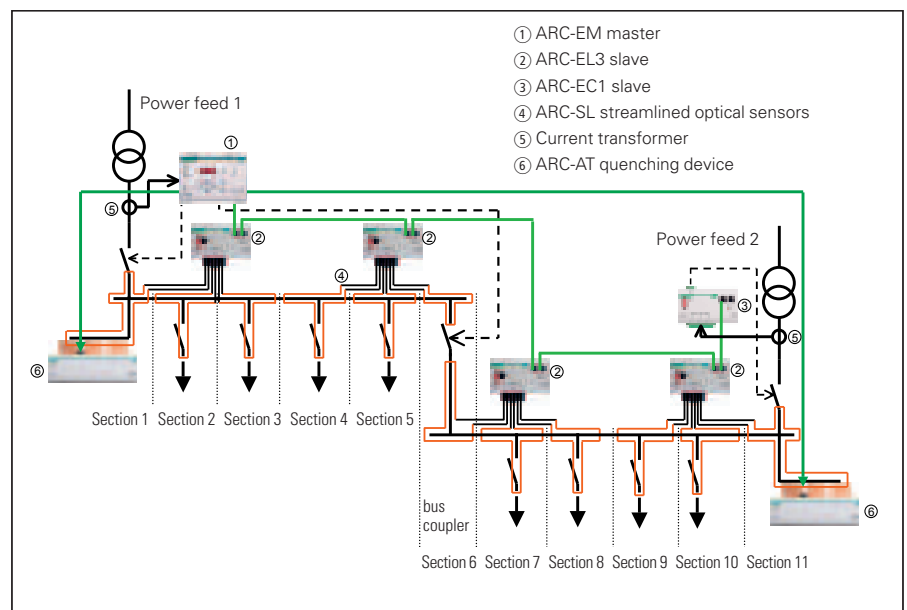 ① ARC-EM master
② ARC-EL3 slave
③ ARC-EC1 slave
④ ARC-SL streamlined optical sensors
⑤ Current transformer
⑥ ARC-AT quenching device
Power feed 1
①
⑤
②
②
Power feed 2
④
③
⑤
⑥
②
②
Section 1 Section 2 Section 3 Section 4 Section 5
bus
coupler
⑥
Section 6 Section 7 Section 8 Section 9 Section 10 Section 11